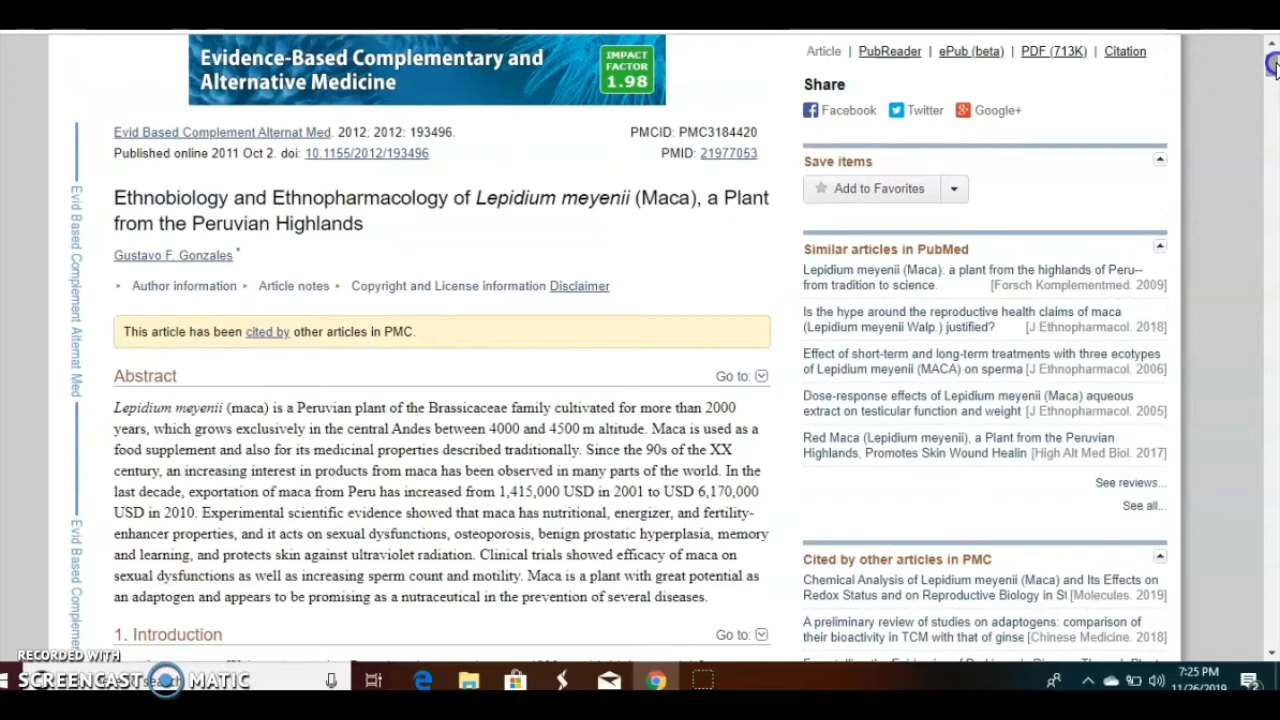 Evidence-Based Complementary and
Alternative Medicine
IMPACT
FACTOR
1.98
Evid Based Complement Alternat Med. 2012; 2012: 193496.
PMCID: PMC3184420
Published online 2011 Oct 2. doi: 10.1155/2012/193496
PMID: 21977053
Ethnobiology and Ethnopharmacology of Lepidium meyenii (Maca), a Plant
from the Peruvian Highlands
Gustavo F. Gonzales*
Author information Article notes Copyright and License information Disclaimer
This article has been cited by other articles in PMC.
Abstract
Go to:
Lepidium meyenii (maca) is a Peruvian plant of the Brassicaceae family cultivated for more than 2000
years, which grows exclusively in the central Andes between 4000 and 4500 m altitude. Maca is used as a
food supplement and also for its medicinal properties described traditionally. Since the 90s of the XX
century, an increasing interest in products from maca has been observed in many parts of the world. In the
last decade, exportation of maca from Peru has increased from 1,415,000 USD in 2001 to USD 6,170,000
USD in 2010. Experimental scientific evidence showed that maca has nutritional, energizer, and fertility-
enhancer properties, and it acts on sexual dysfunctions, osteoporosis, benign prostatic hyperplasia, memory
and learning, and protects skin against ultraviolet radiation. Clinical trials showed efficacy of maca on
sexual dysfunctions as well as increasing sperm count and motility. Maca is a plant with great potential as
an adaptogen and appears to be promising as a nutraceutical in the prevention of several diseases.
1. Introduction
Go to:
Evid Based Complement Alternat Med
Evid Based Compleme
Article | PubReader | ePub (beta) | PDF (713K) | Citation
Share
Facebook Twitter Google+
Save items
Add to Favorites
Similar articles in PubMed
Lepidium meyenii (Maca): a plant from the highlands of Peru--
from tradition to science. [Forsch Komplementmed. 2009]
Is the hype around the reproductive health claims of maca
(Lepidium meyenii Walp.) justified? [J Ethnopharmacol. 2018]
Effect of short-term and long-term treatments with three ecotypes
of Lepidium meyenii (MACA) on sperma [J Ethnopharmacol. 2006]
Dose-response effects of Lepidium meyenii (Maca) aqueous
extract on testicular function and weight [J Ethnopharmacol. 2005]
Red Maca (Lepidium meyenii), a Plant from the Peruvian
Highlands, Promotes Skin Wound Healin [High Alt Med Biol. 2017]
See reviews...
See all...
Cited by other articles in PMC
Chemical Analysis of Lepidium meyenii (Maca) and Its Effects on
Redox Status and on Reproductive Biology in St [Molecules. 2019]
A preliminary review of studies on adaptogens: comparison of
their bioactivity in TCM with that of ginse [Chinese Medicine. 2018]
RECORDED WITH
SCREENCAST MATIC
7:25 PM
11/26/2019